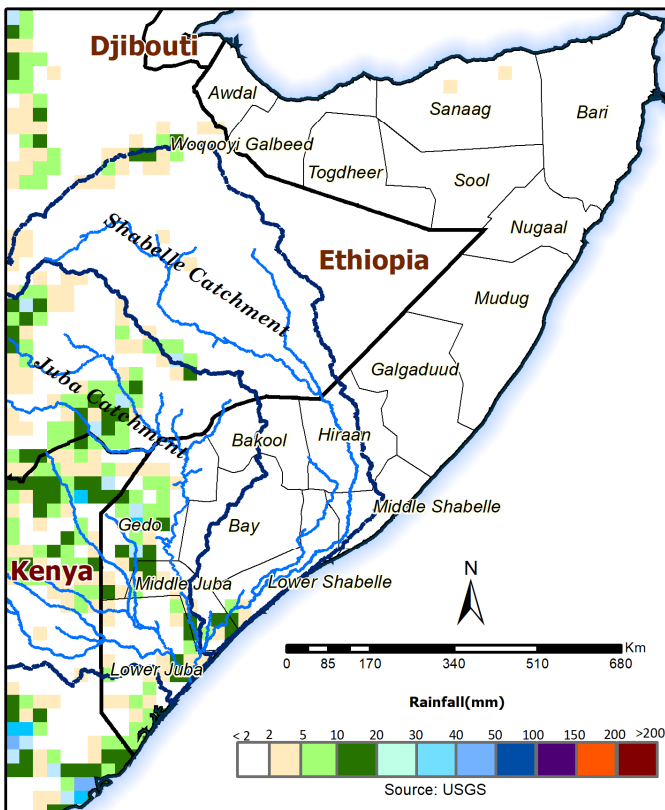 Djibouti
Awdal
Sanaag
Bari
Woqooyi Galbeed
Togdheer
Sool
Nugaal
Shabelle Catchment
Ethiopia
Mudug
Galgaduud
Juba Catchment
Bakool
Hiraan
Middle Shabelle
Gedo
Bay
Kenya
Middle Juba
Lower Shabelle
N
Lower Juba
Km
0 85 170 340 510 680
Rainfall(mm)
< 2 2 5 10 20 30 40 50 100 150 200 >200
Source: USGS